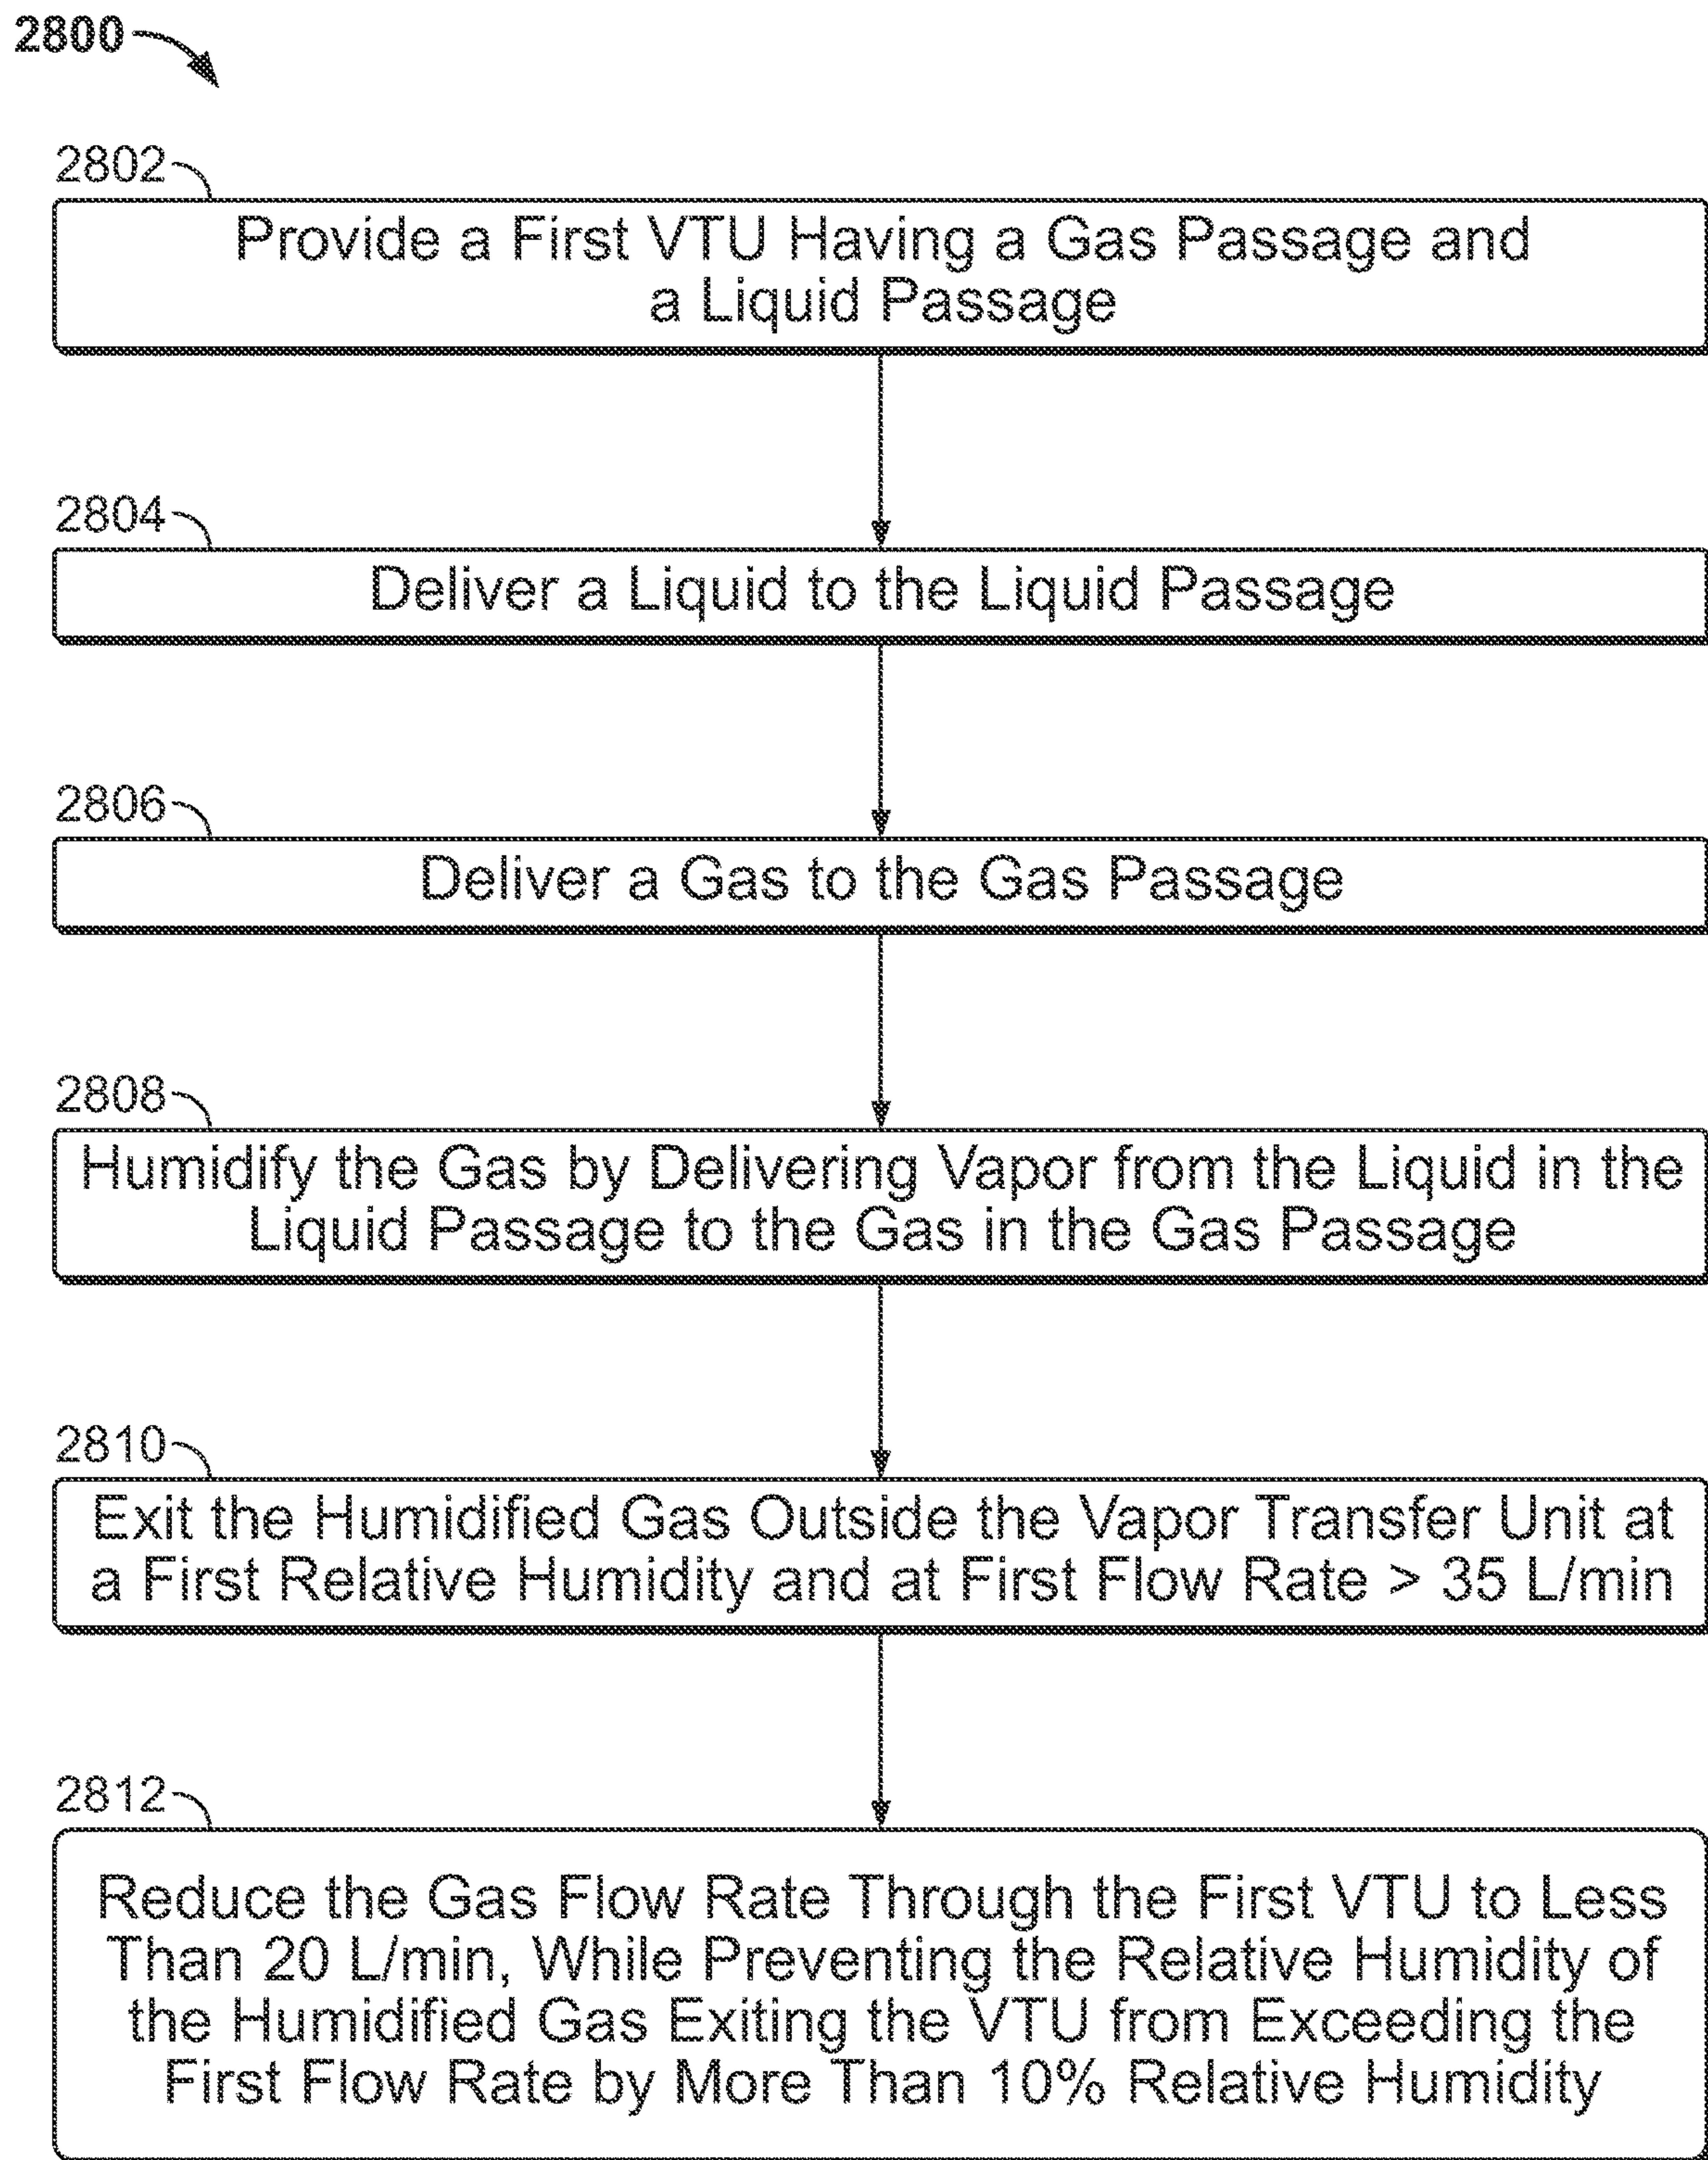 2800
2802
Provide a First VTU Having a Gas Passage and
a Liquid Passage
2804
Deliver a Liquid to the Liquid Passage
2806
Deliver a Gas to the Gas Passage
2808
Humidify the Gas by Delivering Vapor from the Liquid in the
Liquid Passage to the Gas in the Gas Passage
2810
Exit the Humidified Gas Outside the Vapor Transfer Unit at
a First Relative Humidity and at First Flow Rate > 35 L/min
2812
Reduce the Gas Flow Rate Through the First VTU to Less
Than 20 L/min, While Preventing the Relative Humidity of
the Humidified Gas Exiting the VTU from Exceeding the
First Flow Rate by More Than 10% Relative Humidity